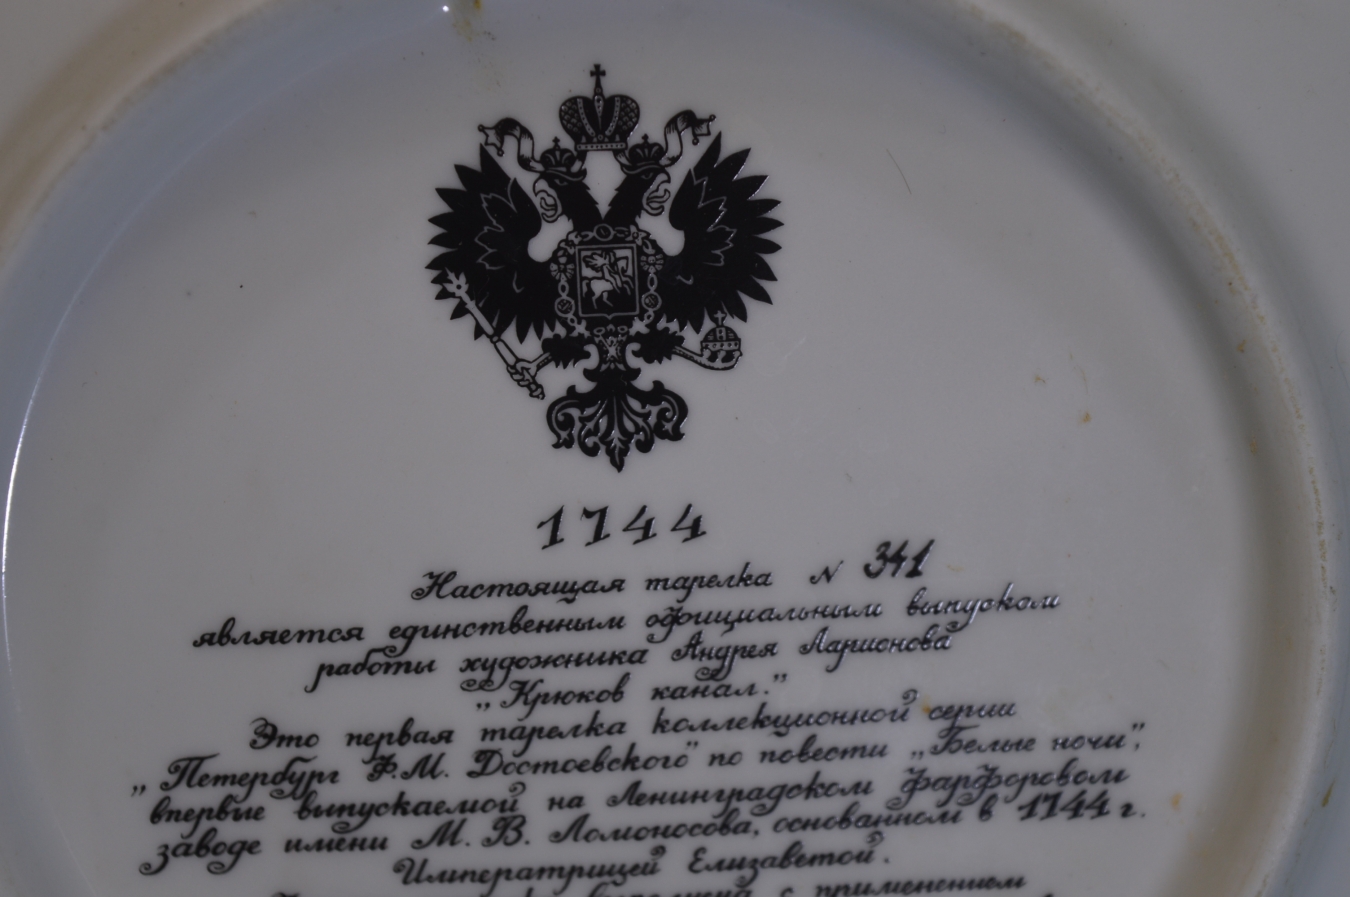 1744
Настоящая тарелка N 341
является единственным официальным выпуском
работы художника Андрея Ларионова
„Крюков канал.”
Это первая тарелка коллекционной серии
„Петербург Ф.М. Достоевского” по повести „Белые ночи”,
впервые выпускаемой на Ленинградском фарфоровом
заводе имени М. В. Ломоносова, основанном в 1744 г.
Императрицей Елизаветой.
с применением